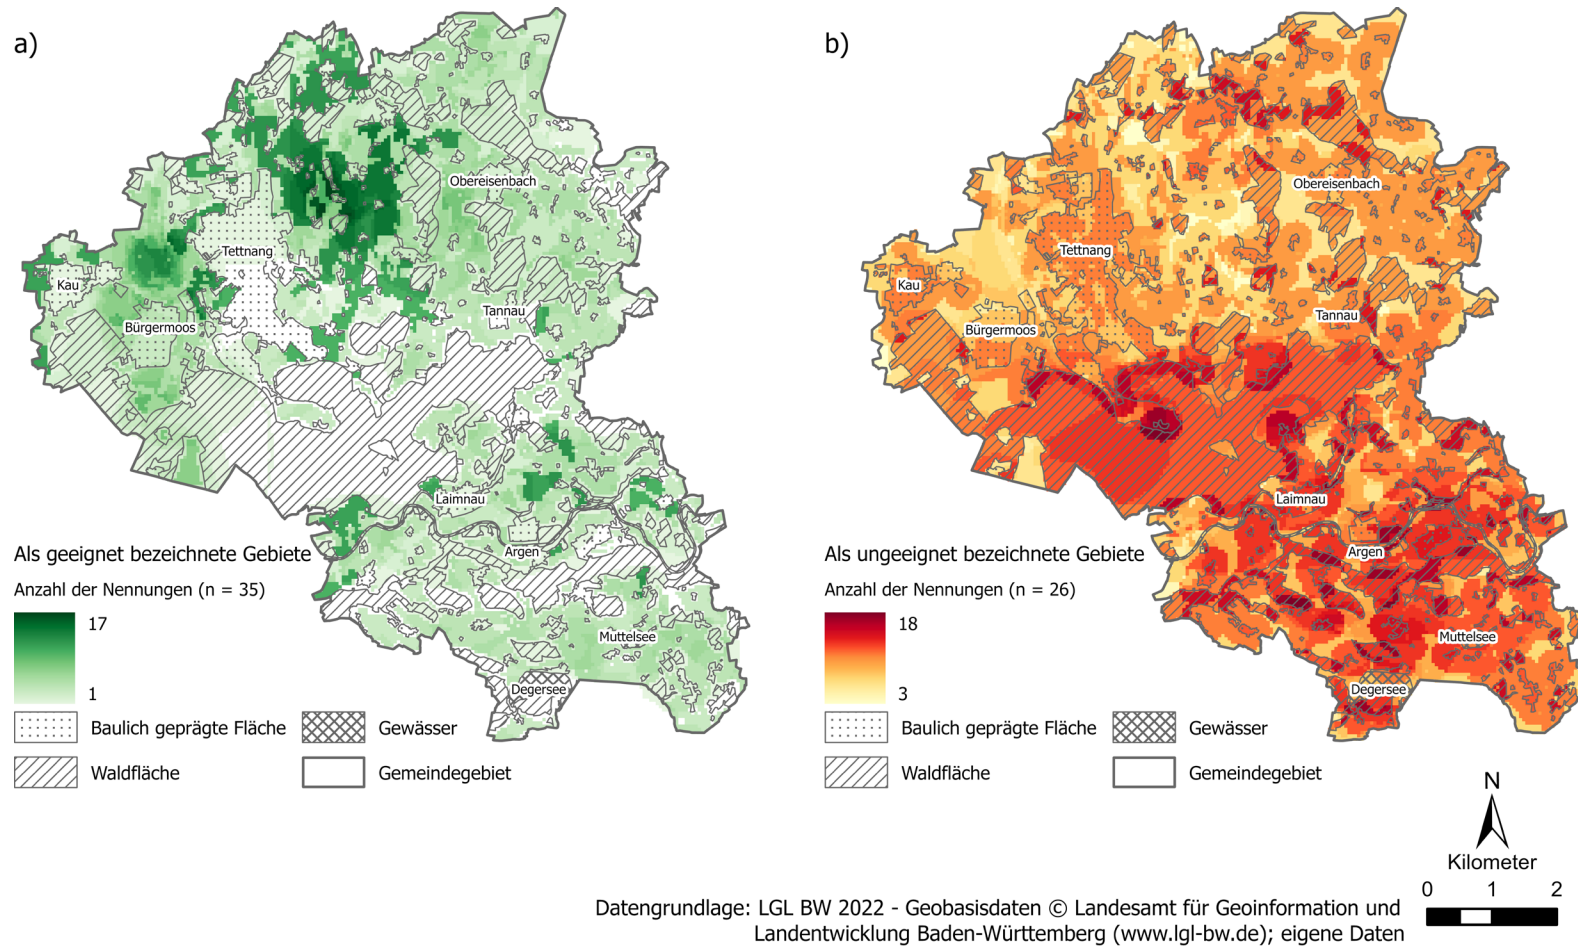 a)
Obereisenbach
Tettnang
Kau
Bürgermoos
Tannau
Laimnau
Argen
Muttelsee
Degersee
Als geeignet bezeichnete Gebiete
Anzahl der Nennungen (n = 35)
17
1
Baulich geprägte Fläche
Gewässer
Waldfläche
Gemeindegebiet
b)
Obereisenbach
Tettnang
Kau
Bürgermoos
Tannau
Laimnau
Argen
Muttelsee
Degersee
Als ungeeignet bezeichnete Gebiete
Anzahl der Nennungen (n = 26)
18
3
Baulich geprägte Fläche
Gewässer
Waldfläche
Gemeindegebiet
N
Kilometer
0 1 2
Datengrundlage: LGL BW 2022 - Geobasisdaten © Landesamt für Geoinformation und
Landentwicklung Baden-Württemberg (www.lgl-bw.de); eigene Daten